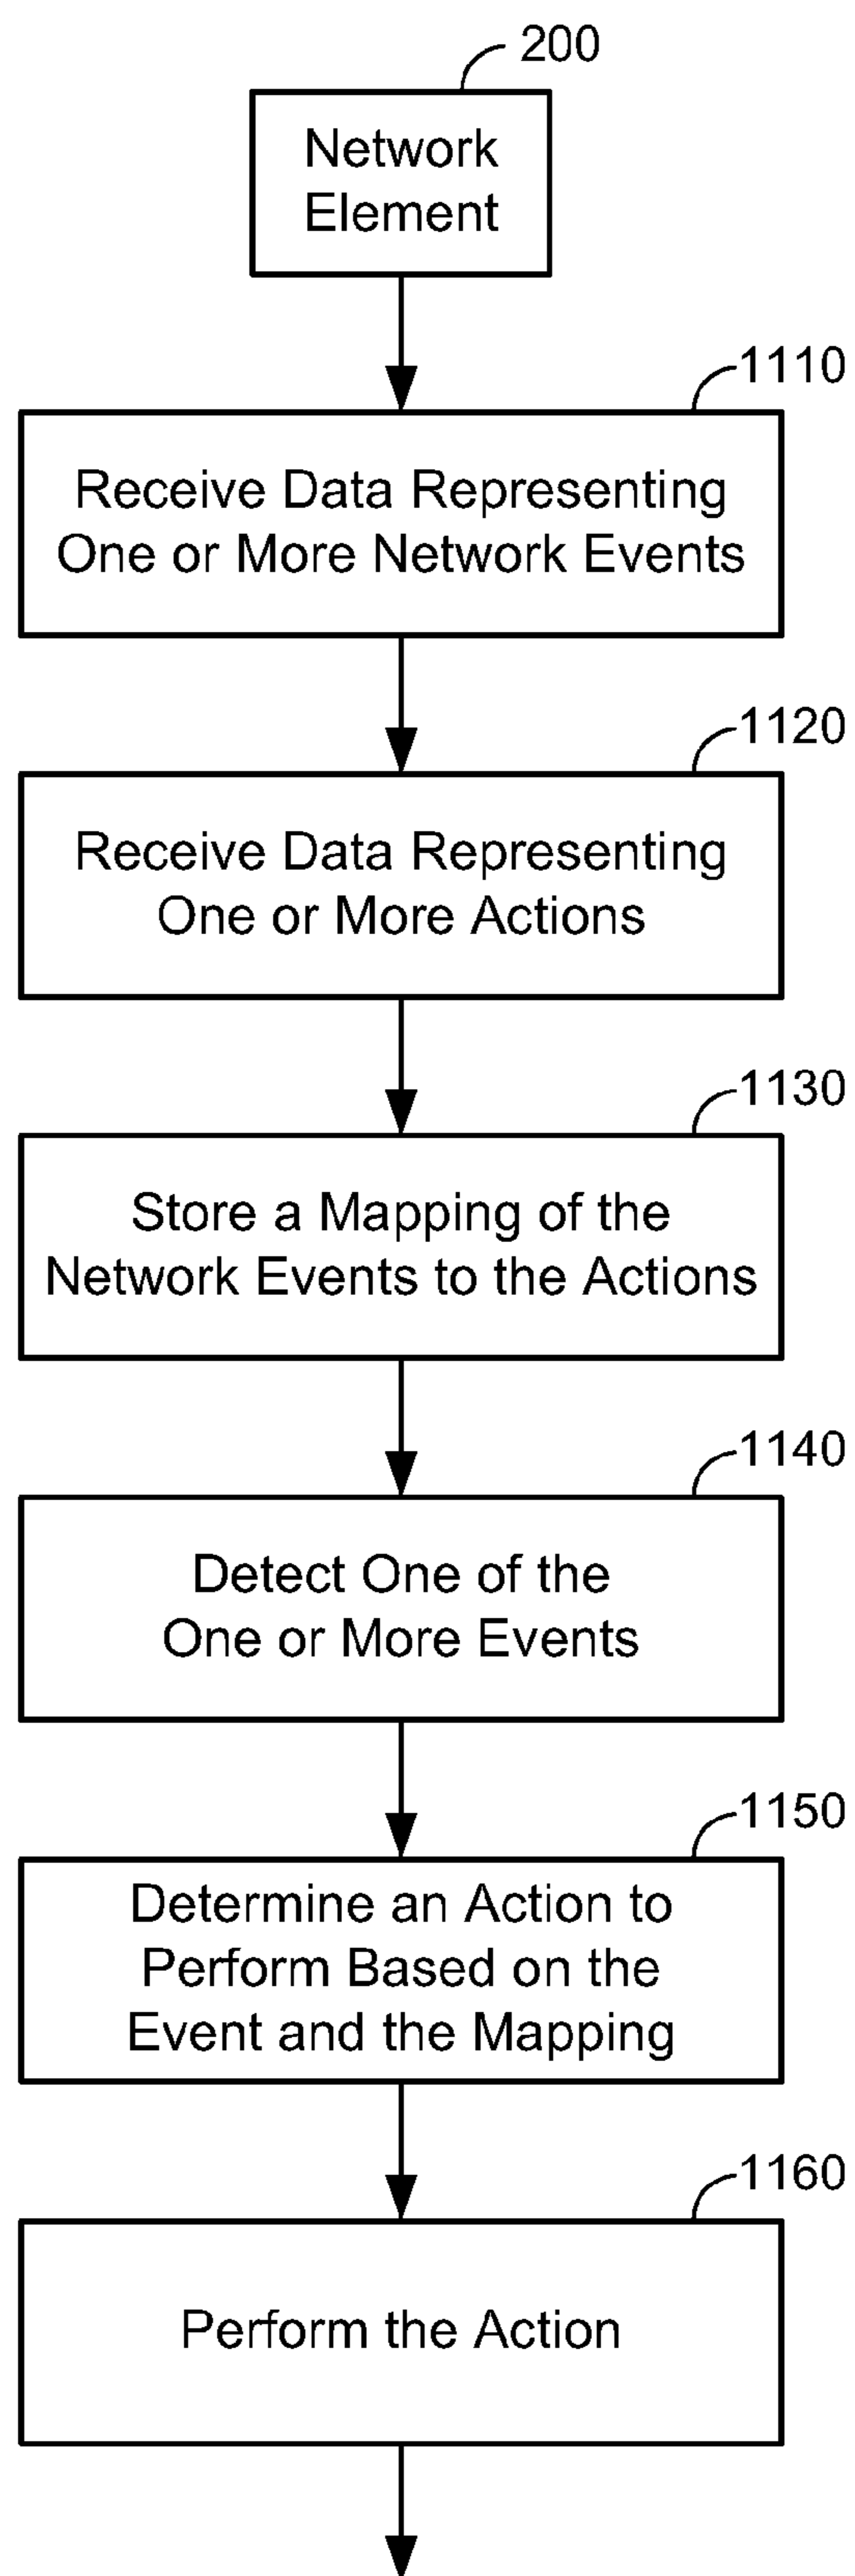 200
Network
Element
1110
Receive Data Representing
One or More Network Events
1120
Receive Data Representing
One or More Actions
1130
Store a Mapping of the
Network Events to the Actions
1140
Detect One of the
One or More Events
1150
Determine an Action to
Perform Based on the
Event and the Mapping
1160
Perform the Action